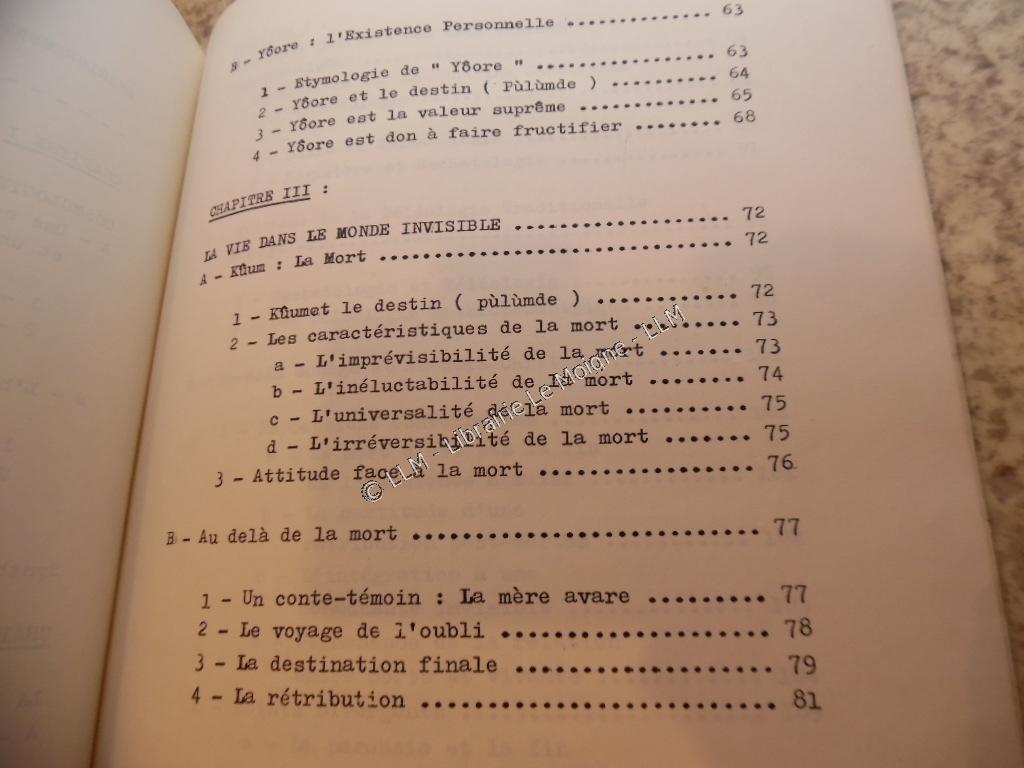 B - Yõore : l'Existence Personnelle .............. 63
1 - Etymologie de " Yõore " ................. 63
2 - Yõore et le destin ( Pùlùmde ) .......... 64
3 - Yõore est la valeur suprême ............. 65
4 - Yõore est don à faire fructifier ........ 68
CHAPITRE III :
LA VIE DANS LE MONDE INVISIBLE .................. 72
A - Kũum : La Mort ............................. 72
1 - Kũumet le destin ( pùlùmde ) ............ 72
2 - Les caractéristiques de la mort ........ 73
a - L'imprévisibilité de la mort ....... 73
b - L'inéluctabilité de la mort ........ 74
c - L'universalité de la mort .......... 75
d - L'irréversibilité de la mort ....... 75
3 - Attitude face à la mort ................. 76
B - Au delà de la mort ............................ 77
1 - Un conte-témoin : La mère avare ......... 77
2 - Le voyage de l'oubli .................... 78
3 - La destination finale ................... 79
4 - La rétribution .......................... 81
© LLM - Librairie Le Moigne - LLM